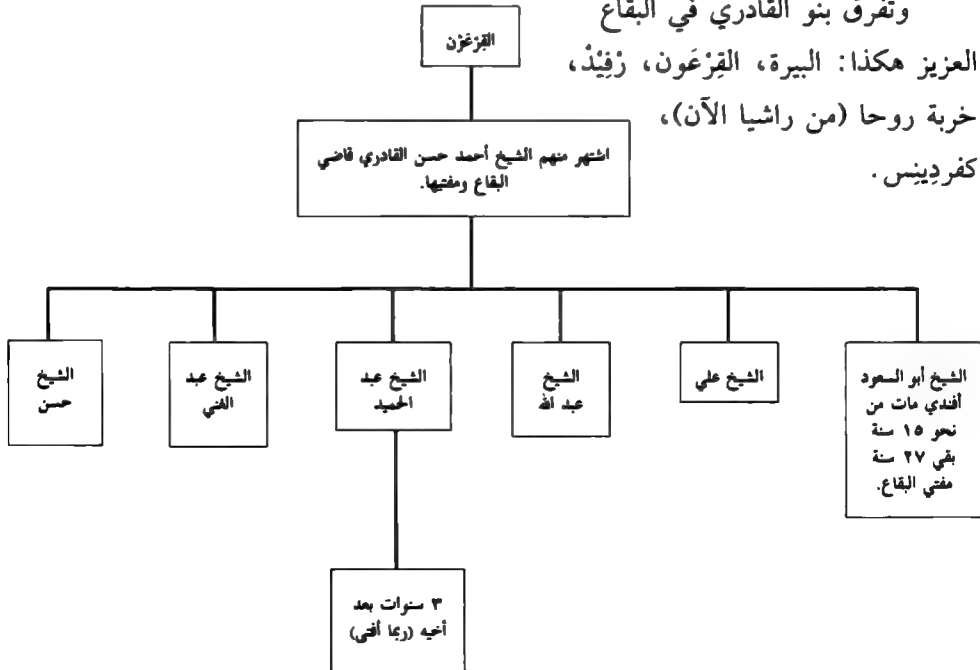 وتفرق بنو القادري في البقاع
العزيز هكذا: البيرة، القِرْعَون، رْفِيْدْ،
خربة روحا (من راشيا الآن)،
كفردِينِس.
القِرْعَوْن
اشتهر منهم الشيخ أحمد حسن القادري قاضي
البقاع ومفتيها.
الشيخ أبو السعود
أفندي مات من
نحو ١٥ سنة
بقي ٢٧ سنة
مفتي البقاع.
الشيخ علي
الشيخ
عبد الله
الشيخ عبد
الحميد
الشيخ عبد
الغني
الشيخ
حسن
٣ سنوات بعد
أخيه (ربما أفتى)